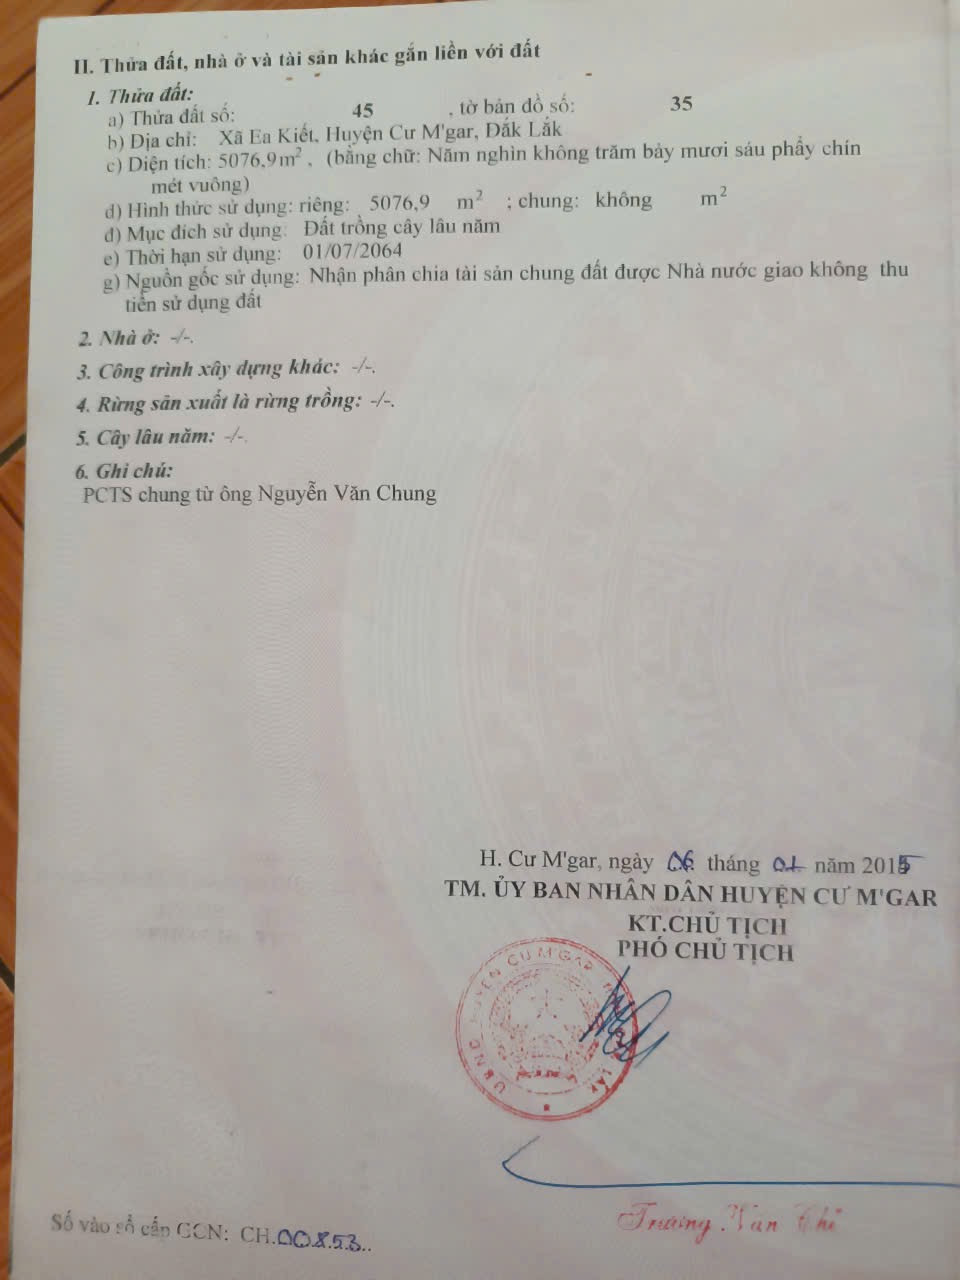 II. Thửa đất, nhà ở và tài sản khác gắn liền với đất
1. Thửa đất:
a) Thửa đất số: 45 , tờ bản đồ số: 35
b) Địa chỉ: Xã Ea Kiết, Huyện Cư M'gar, Đắk Lắk
c) Diện tích: 5076,9m², (bằng chữ: Năm nghìn không trăm bảy mươi sáu phẩy chín
mét vuông)
d) Hình thức sử dụng: riêng: 5076,9 m² ; chung: không m²
đ) Mục đích sử dụng: Đất trồng cây lâu năm
e) Thời hạn sử dụng: 01/07/2064
g) Nguồn gốc sử dụng: Nhận phân chia tài sản chung đất được Nhà nước giao không thu
tiền sử dụng đất
2. Nhà ở: -/-.
3. Công trình xây dựng khác: -/-.
4. Rừng sản xuất là rừng trồng: -/-.
5. Cây lâu năm: -/-.
6. Ghi chú:
PCTS chung từ ông Nguyễn Văn Chung
H. Cư M'gar, ngày 06 tháng 01 năm 2015
TM. ỦY BAN NHÂN DÂN HUYỆN CƯ M'GAR
KT.CHỦ TỊCH
PHÓ CHỦ TỊCH
UBND HUYỆN CƯ M'GAR
Trương Văn Chỉ
Số vào sổ cấp GCN: CH.00853..